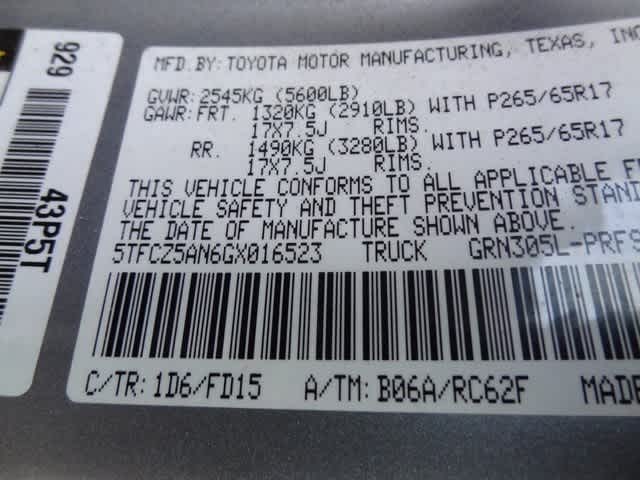 MFD.BY:TOYOTA MOTOR MANUFACTURING, TEXAS, INC
GVWR:2545KG (5600LB)
GAWR:FRT. 1320KG (2910LB) WITH P265/65R17
17X7.5J RIMS.
RR. 1490KG (3280LB) WITH P265/65R17
17X7.5J RIMS.
THIS VEHICLE CONFORMS TO ALL APPLICABLE F
VEHICLE SAFETY AND THEFT PREVENTION STAN
THE DATE OF MANUFACTURE SHOWN ABOVE.
5TFCZ5AN6GX016523 TRUCK GRN305L-PRFS
C/TR:1D6/FD15 A/TM:B06A/RC62F MADE
929
43P5T